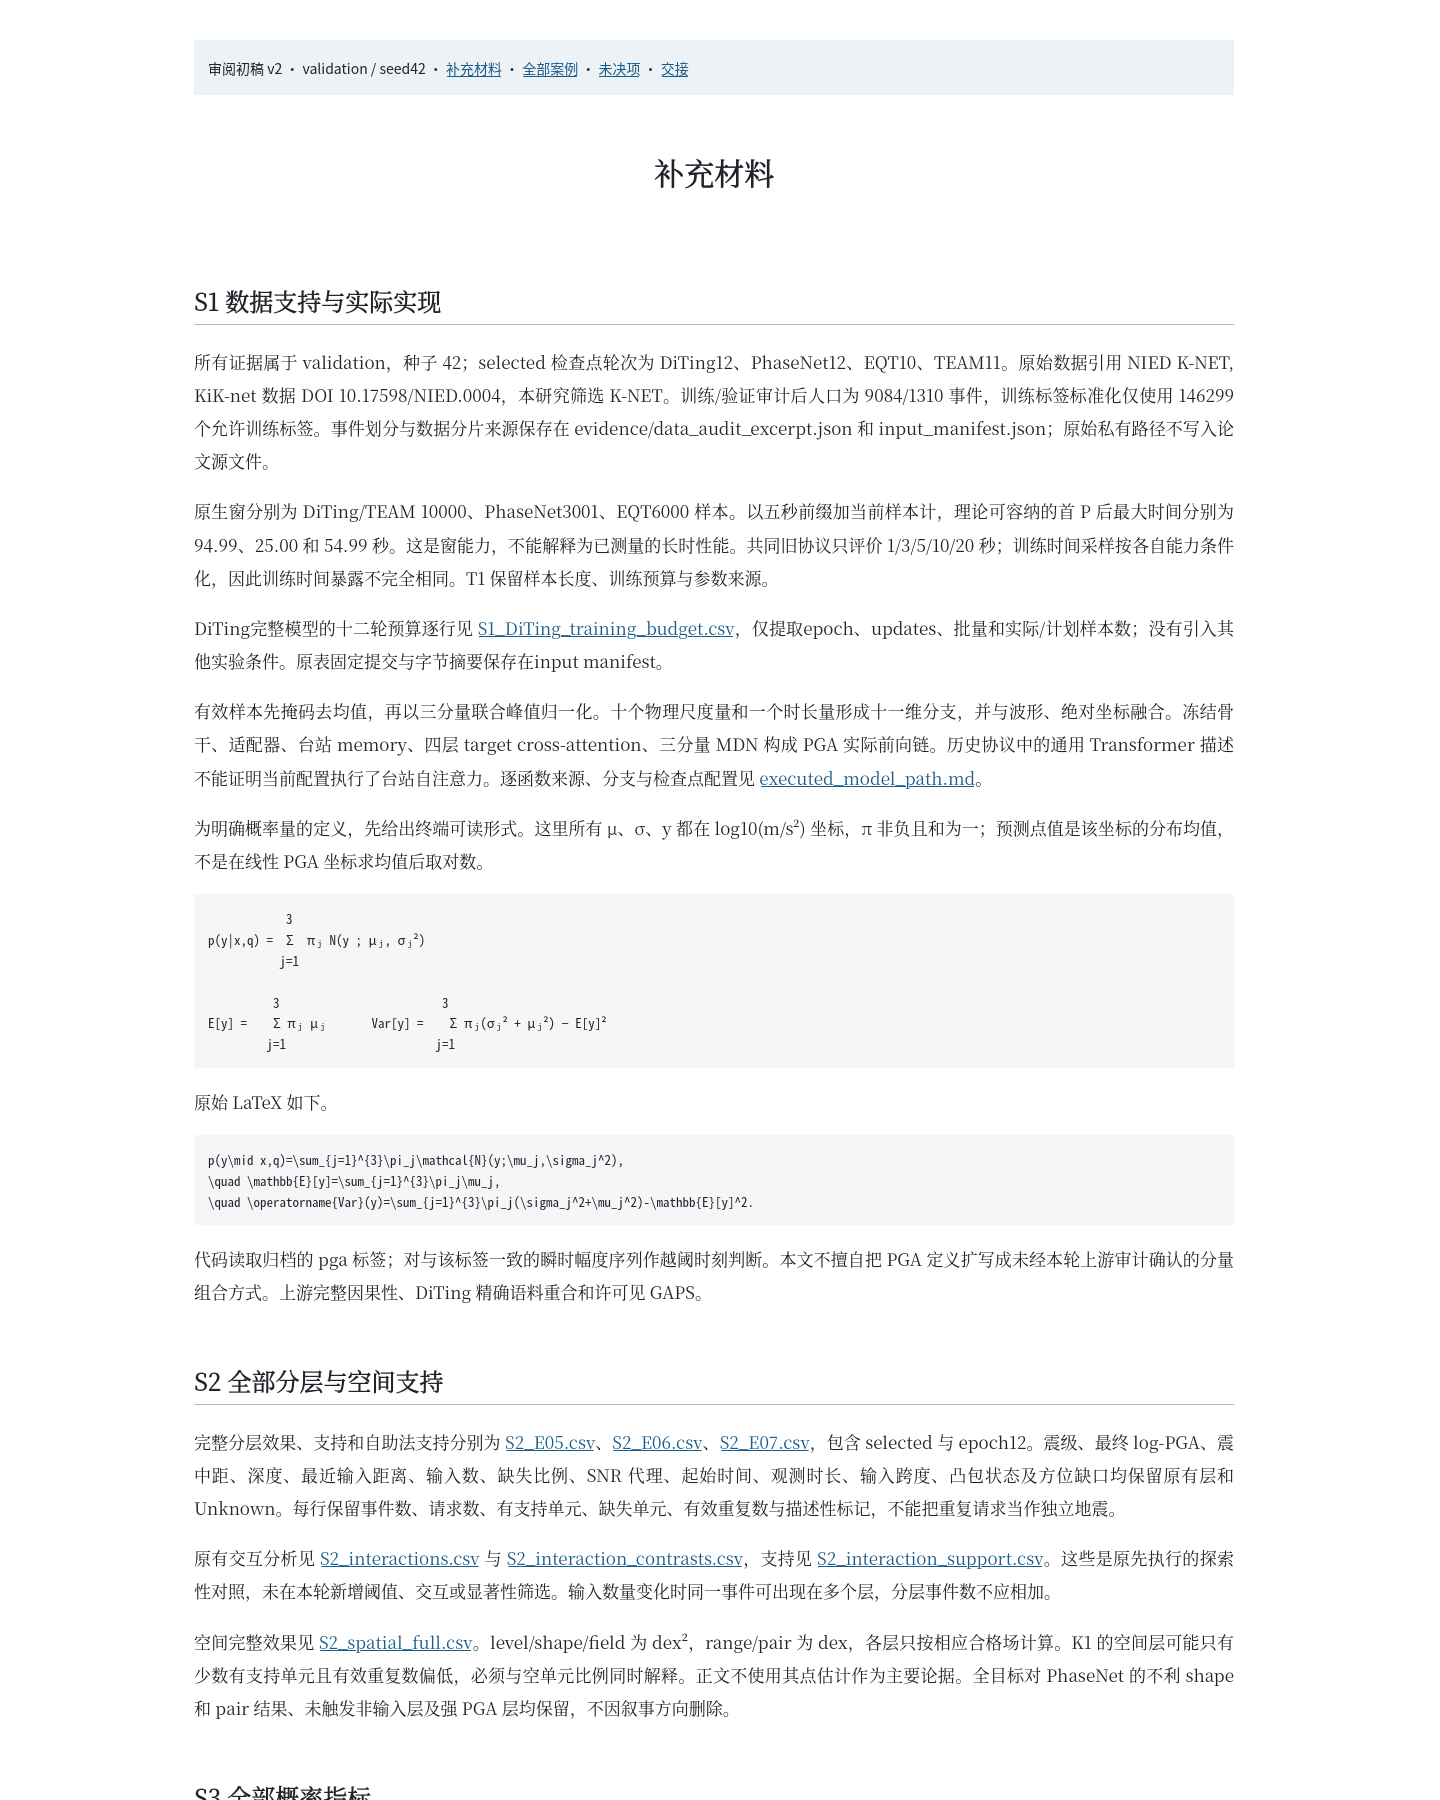 审阅初稿 v2 · validation / seed42 · 补充材料 · 全部案例 · 未决项 · 交接
补充材料
S1 数据支持与实际实现
所有证据属于 validation，种子 42；selected 检查点轮次为 DiTing12、PhaseNet12、EQT10、TEAM11。原始数据引用 NIED K-NET,
KiK-net 数据 DOI 10.17598/NIED.0004，本研究筛选 K-NET。训练/验证审计后人口为 9084/1310 事件，训练标签标准化仅使用 146299
个允许训练标签。事件划分与数据分片来源保存在 evidence/data_audit_excerpt.json 和 input_manifest.json；原始私有路径不写入论
文源文件。
原生窗分别为 DiTing/TEAM 10000、PhaseNet3001、EQT6000 样本。以五秒前缀加当前样本计，理论可容纳的首 P 后最大时间分别为
94.99、25.00 和 54.99 秒。这是窗能力，不能解释为已测量的长时性能。共同旧协议只评价 1/3/5/10/20 秒；训练时间采样按各自能力条件
化，因此训练时间暴露不完全相同。T1 保留样本长度、训练预算与参数来源。
DiTing完整模型的十二轮预算逐行见 S1_DiTing_training_budget.csv，仅提取epoch、updates、批量和实际/计划样本数；没有引入其
他实验条件。原表固定提交与字节摘要保存在input manifest。
有效样本先掩码去均值，再以三分量联合峰值归一化。十个物理尺度量和一个时长量形成十一维分支，并与波形、绝对坐标融合。冻结骨
干、适配器、台站 memory、四层 target cross-attention、三分量 MDN 构成 PGA 实际前向链。历史协议中的通用 Transformer 描述
不能证明当前配置执行了台站自注意力。逐函数来源、分支与检查点配置见 executed_model_path.md。
为明确概率量的定义，先给出终端可读形式。这里所有 μ、σ、y 都在 log10(m/s²) 坐标，π 非负且和为一；预测点值是该坐标的分布均值，
不是在线性 PGA 坐标求均值后取对数。
3
p(y|x,q) = Σ πⱼ N(y ; μⱼ, σⱼ²)
j=1
3 3
E[y] = Σ πⱼ μⱼ Var[y] = Σ πⱼ(σⱼ² + μⱼ²) − E[y]²
j=1 j=1
原始 LaTeX 如下。
p(y\mid x,q)=\sum_{j=1}^{3}\pi_j\mathcal{N}(y;\mu_j,\sigma_j^2),
\quad \mathbb{E}[y]=\sum_{j=1}^{3}\pi_j\mu_j,
\quad \operatorname{Var}(y)=\sum_{j=1}^{3}\pi_j(\sigma_j^2+\mu_j^2)-\mathbb{E}[y]^2.
代码读取归档的 pga 标签；对与该标签一致的瞬时幅度序列作越阈时刻判断。本文不擅自把 PGA 定义扩写成未经本轮上游审计确认的分量
组合方式。上游完整因果性、DiTing 精确语料重合和许可见 GAPS。
S2 全部分层与空间支持
完整分层效果、支持和自助法支持分别为 S2_E05.csv、S2_E06.csv、S2_E07.csv，包含 selected 与 epoch12。震级、最终 log-PGA、震
中距、深度、最近输入距离、输入数、缺失比例、SNR 代理、起始时间、观测时长、输入跨度、凸包状态及方位缺口均保留原有层和
Unknown。每行保留事件数、请求数、有支持单元、缺失单元、有效重复数与描述性标记，不能把重复请求当作独立地震。
原有交互分析见 S2_interactions.csv 与 S2_interaction_contrasts.csv，支持见 S2_interaction_support.csv。这些是原先执行的探索
性对照，未在本轮新增阈值、交互或显著性筛选。输入数量变化时同一事件可出现在多个层，分层事件数不应相加。
空间完整效果见 S2_spatial_full.csv。level/shape/field 为 dex²，range/pair 为 dex，各层只按相应合格场计算。K1 的空间层可能只有
少数有支持单元且有效重复数偏低，必须与空单元比例同时解释。正文不使用其点估计作为主要论据。全目标对 PhaseNet 的不利 shape
和 pair 结果、未触发非输入层及强 PGA 层均保留，不因叙事方向删除。
S3 全部概率指标